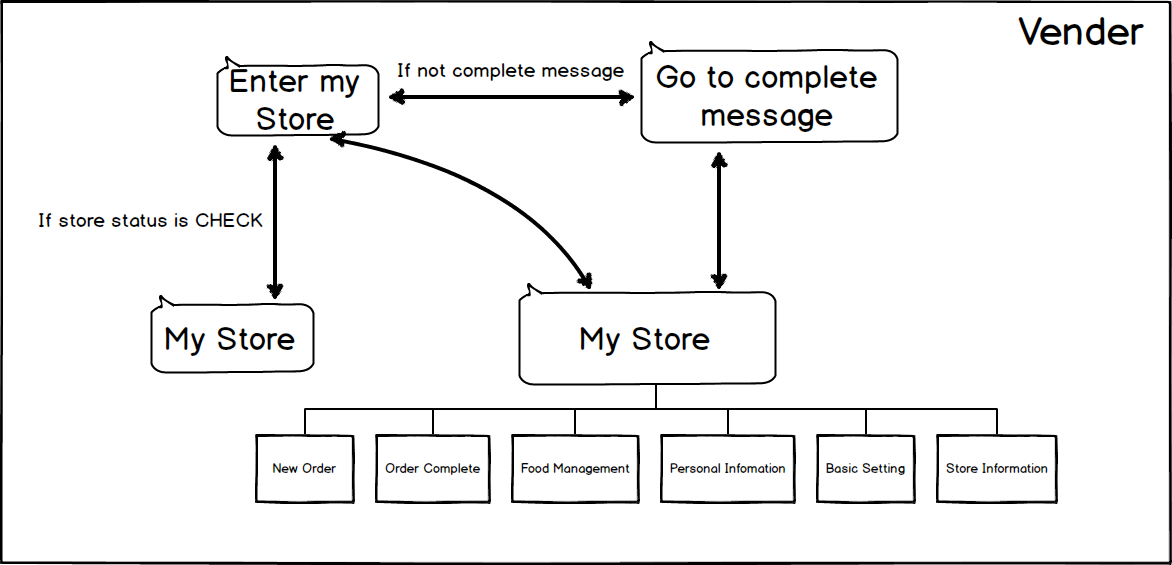 Vender
Enter my
Store
If not complete message
Go to complete
message
If store status is CHECK
My Store
My Store
New Order
Order Complete
Food Management
Personal Infomation
Basic Setting
Store Information